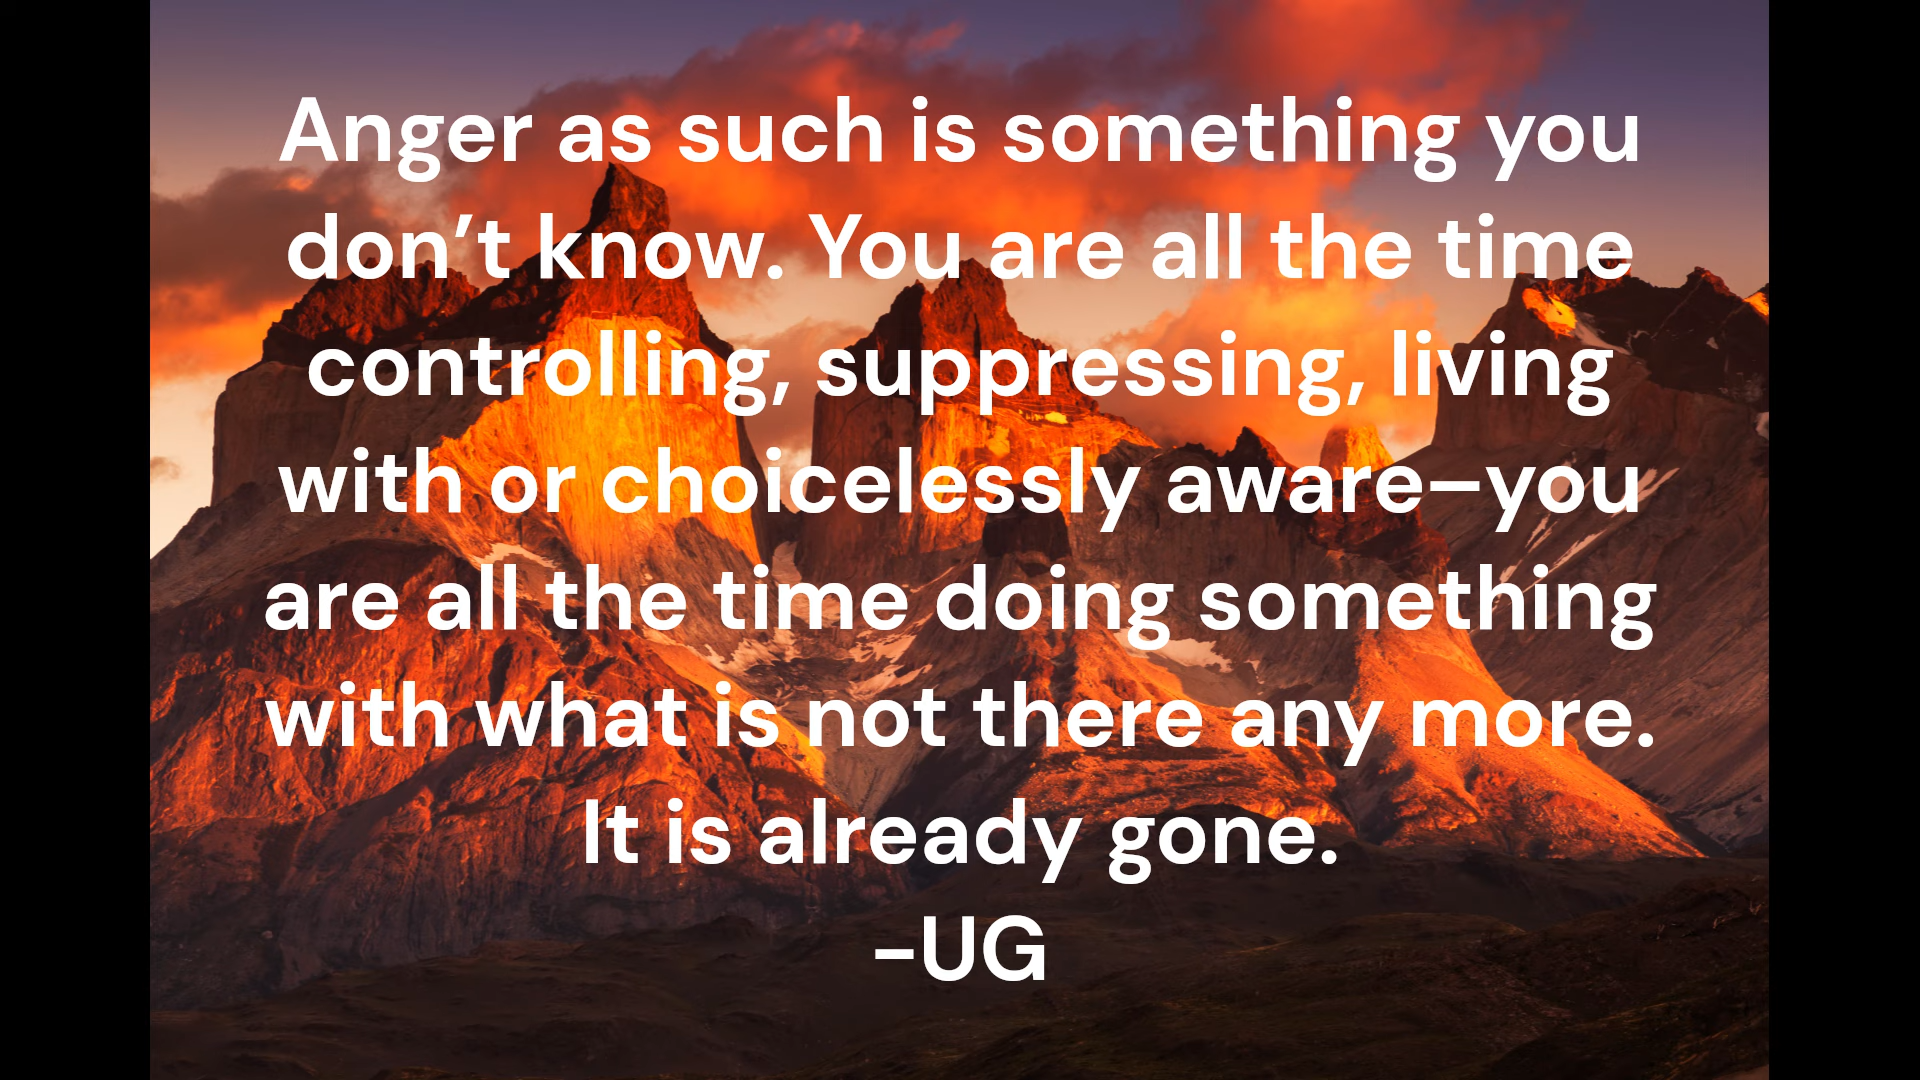 Anger as such is something you
don’t know. You are all the time
controlling, suppressing, living
with or choicelessly aware–you
are all the time doing something
with what is not there any more.
It is already gone.
-UG